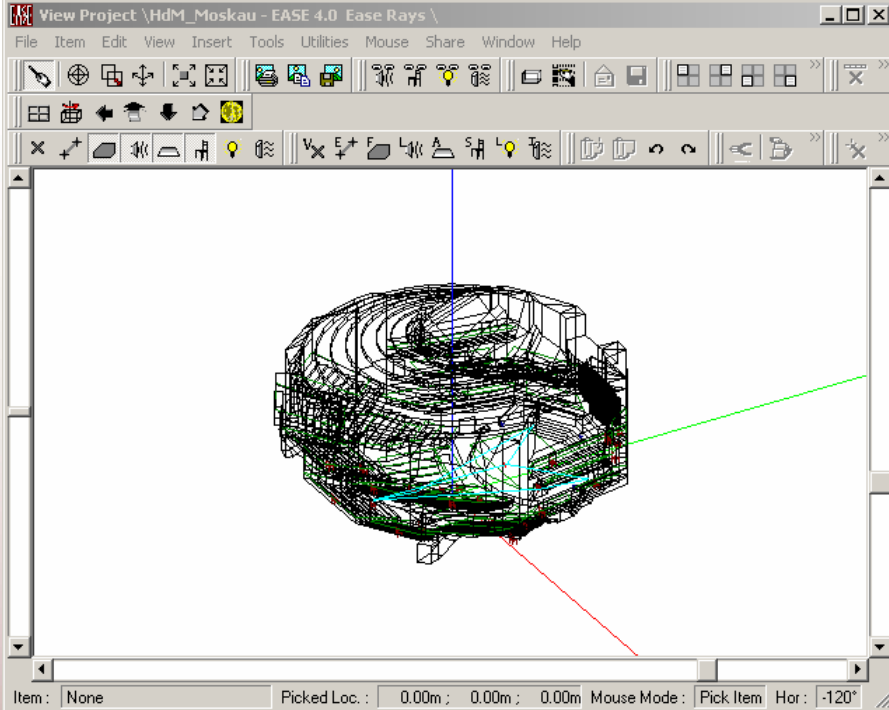 EASE View Project \HdM_Moskau - EASE 4.0 Ease Rays \
File Item Edit View Insert Tools Utilities Mouse Share Window Help
V E F L A S L T
Item : None Picked Loc. : 0.00m ; 0.00m ; 0.00m Mouse Mode : Pick Item Hor : -120°